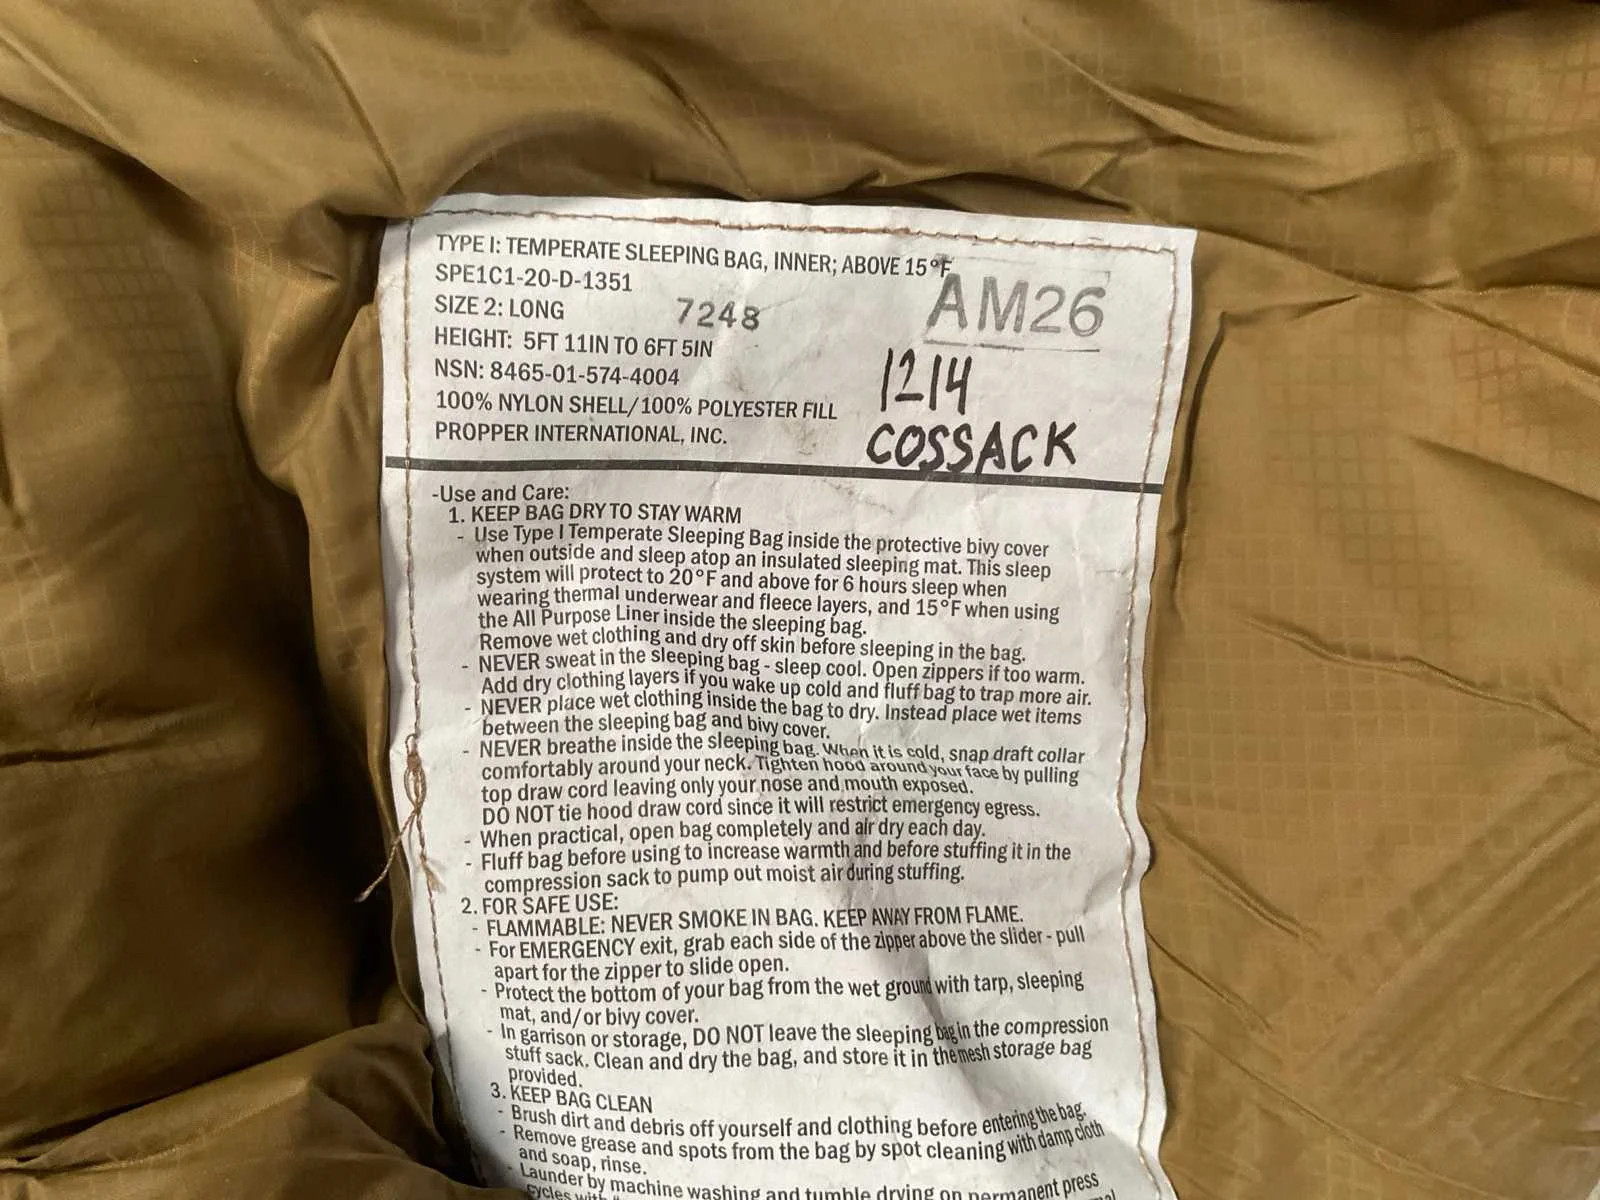 TYPE I: TEMPERATE SLEEPING BAG, INNER; ABOVE 15°F
SPE1C1-20-D-1351
AM26
SIZE 2: LONG 7248
HEIGHT: 5FT 11IN TO 6FT 5IN
NSN: 8465-01-574-4004
1214
100% NYLON SHELL/100% POLYESTER FILL
PROPPER INTERNATIONAL, INC.
COSSACK
-Use and Care:
1. KEEP BAG DRY TO STAY WARM
- Use Type I Temperate Sleeping Bag inside the protective bivy cover
when outside and sleep atop an insulated sleeping mat. This sleep
system will protect to 20°F and above for 6 hours sleep when
wearing thermal underwear and fleece layers, and 15°F when using
the All Purpose Liner inside the sleeping bag.
Remove wet clothing and dry off skin before sleeping in the bag.
- NEVER sweat in the sleeping bag - sleep cool. Open zippers if too warm.
Add dry clothing layers if you wake up cold and fluff bag to trap more air.
- NEVER place wet clothing inside the bag to dry. Instead place wet items
between the sleeping bag and bivy cover.
- NEVER breathe inside the sleeping bag. When it is cold, snap draft collar
comfortably around your neck. Tighten hood around your face by pulling
top draw cord leaving only your nose and mouth exposed.
DO NOT tie hood draw cord since it will restrict emergency egress.
- When practical, open bag completely and air dry each day.
- Fluff bag before using to increase warmth and before stuffing it in the
compression sack to pump out moist air during stuffing.
2. FOR SAFE USE:
- FLAMMABLE: NEVER SMOKE IN BAG. KEEP AWAY FROM FLAME.
- For EMERGENCY exit, grab each side of the zipper above the slider - pull
apart for the zipper to slide open.
- Protect the bottom of your bag from the wet ground with tarp, sleeping
mat, and/or bivy cover.
- In garrison or storage, DO NOT leave the sleeping bag in the compression
stuff sack. Clean and dry the bag, and store it in the mesh storage bag
provided.
3. KEEP BAG CLEAN
- Brush dirt and debris off yourself and clothing before entering the bag.
- Remove grease and spots from the bag by spot cleaning with damp cloth
and soap, rinse.
- Launder by machine washing and tumble drying on permanent press
cycles